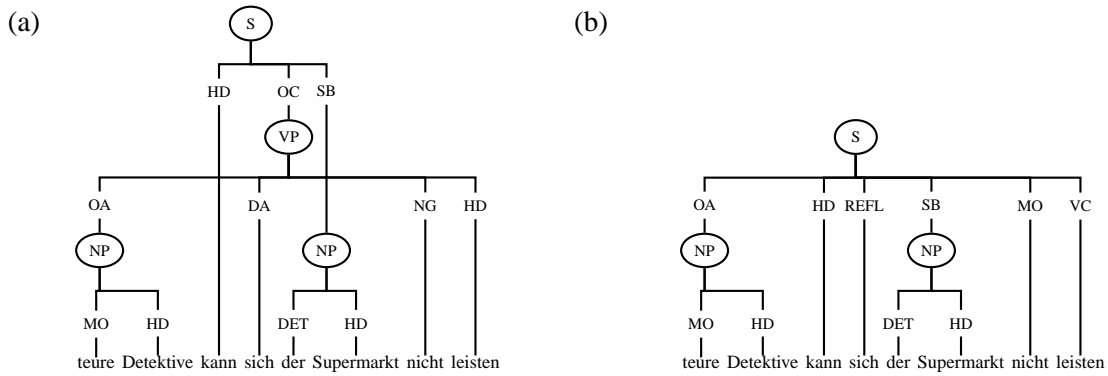 (a) (b)
S
HD OC SB
VP S
OA DA NG HD OA HD REFL SB MO VC
NP NP NP NP
MO HD DET HD MO HD DET HD
teure Detektive kann sich der Supermarkt nicht leisten teure Detektive kann sich der Supermarkt nicht leisten